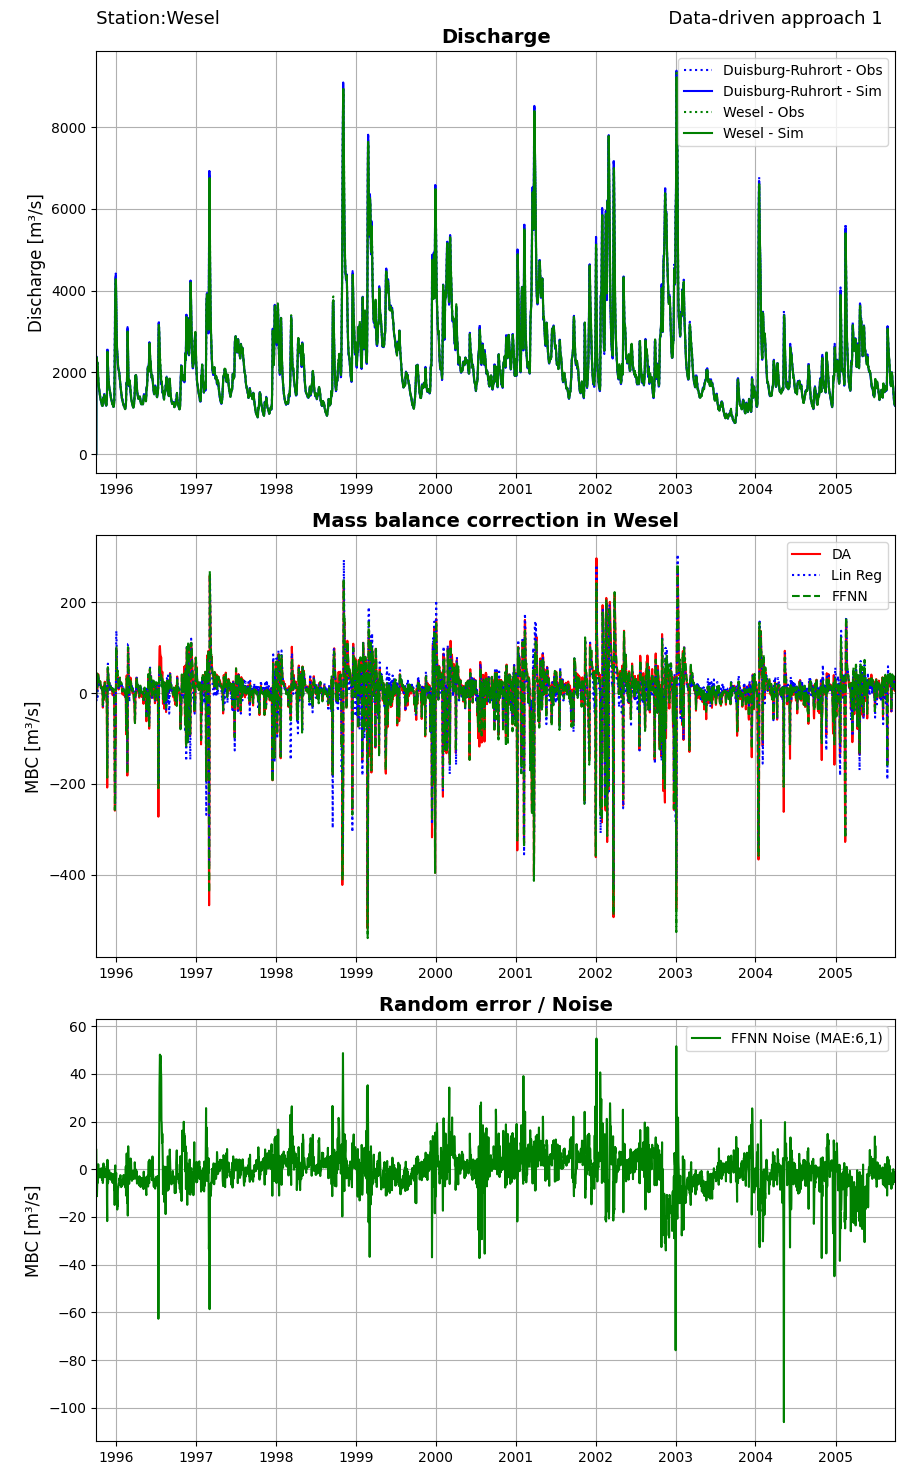 Station:Wesel Data-driven approach 1
Discharge
Duisburg-Ruhrort - Obs
Duisburg-Ruhrort - Sim
Wesel - Obs
Wesel - Sim
Discharge [m³/s]
8000
6000
4000
2000
0
1996 1997 1998 1999 2000 2001 2002 2003 2004 2005
Mass balance correction in Wesel
DA
Lin Reg
FFNN
MBC [m³/s]
200
0
−200
−400
1996 1997 1998 1999 2000 2001 2002 2003 2004 2005
Random error / Noise
FFNN Noise (MAE:6,1)
MBC [m³/s]
60
40
20
0
−20
−40
−60
−80
−100
1996 1997 1998 1999 2000 2001 2002 2003 2004 2005